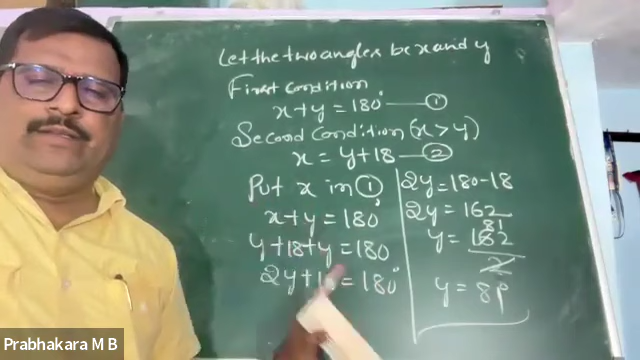 Let the two angles be x and y
First condition
x+y = 180° —— ①
Second Condition (x > y)
x = y+18 —— ②
Put x in ①
x+y = 180°
y+18+y = 180
2y+1 = 180°
2y = 180-18
2y = 162
81
y = 162
2
y = 81
Prabhakara M B